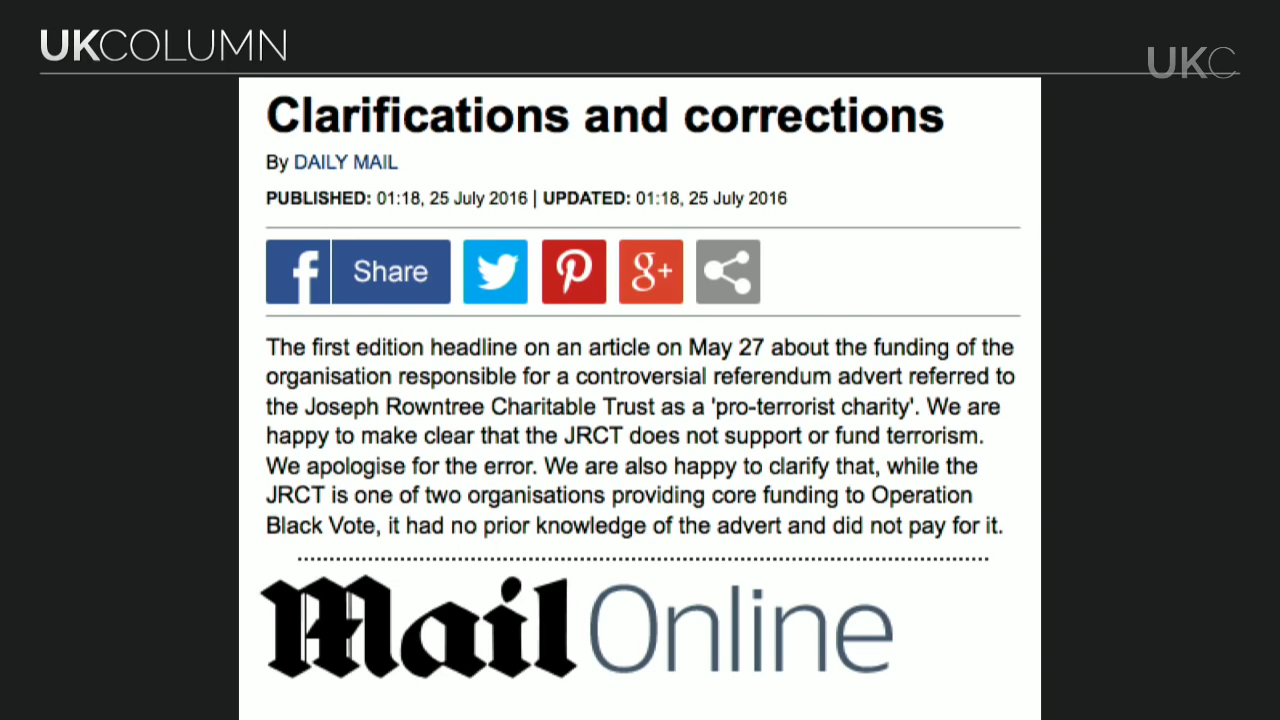 UKCOLUMN
UKC
Clarifications and corrections
By DAILY MAIL
PUBLISHED: 01:18, 25 July 2016 | UPDATED: 01:18, 25 July 2016
f Share g+
The first edition headline on an article on May 27 about the funding of the
organisation responsible for a controversial referendum advert referred to
the Joseph Rowntree Charitable Trust as a 'pro-terrorist charity'. We are
happy to make clear that the JRCT does not support or fund terrorism.
We apologise for the error. We are also happy to clarify that, while the
JRCT is one of two organisations providing core funding to Operation
Black Vote, it had no prior knowledge of the advert and did not pay for it.
Mail Online